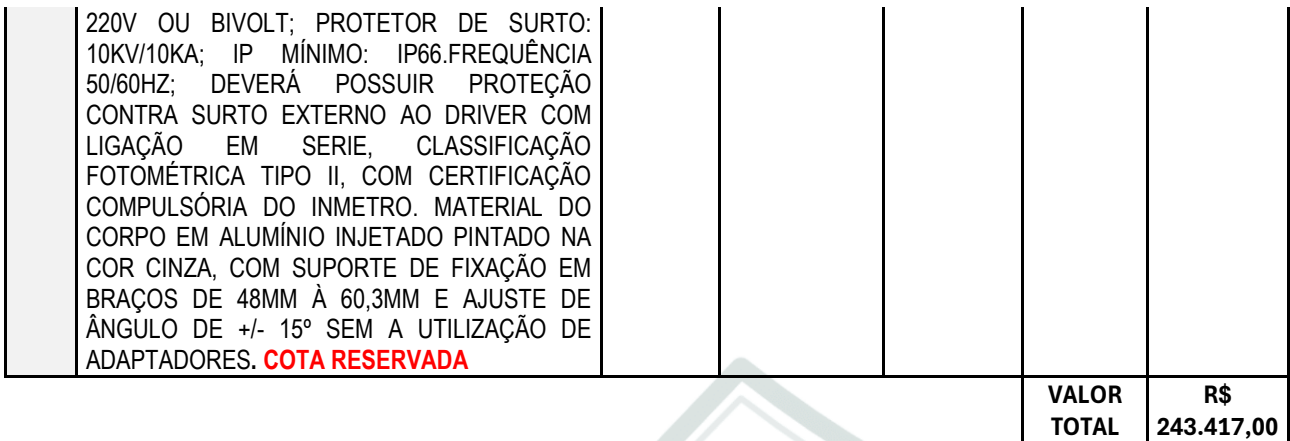 220V OU BIVOLT; PROTETOR DE SURTO:
10KV/10KA; IP MÍNIMO: IP66.FREQUÊNCIA
50/60HZ; DEVERÁ POSSUIR PROTEÇÃO
CONTRA SURTO EXTERNO AO DRIVER COM
LIGAÇÃO EM SERIE, CLASSIFICAÇÃO
FOTOMÉTRICA TIPO II, COM CERTIFICAÇÃO
COMPULSÓRIA DO INMETRO. MATERIAL DO
CORPO EM ALUMÍNIO INJETADO PINTADO NA
COR CINZA, COM SUPORTE DE FIXAÇÃO EM
BRAÇOS DE 48MM À 60,3MM E AJUSTE DE
ÂNGULO DE +/- 15º SEM A UTILIZAÇÃO DE
ADAPTADORES. COTA RESERVADA
VALOR R$
TOTAL 243.417,00